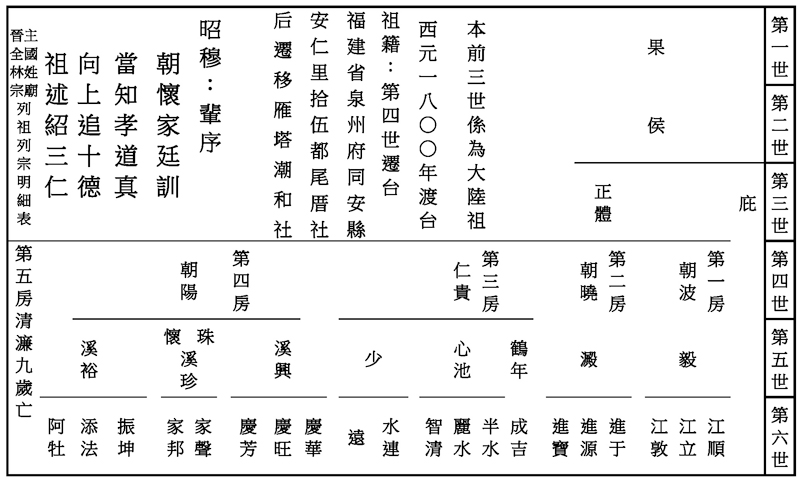 第一世
第二世
第三世
第四世
第五世
第六世
果
侯
正體
庇
本前三世係為大陸祖
西元一八〇〇年渡台
祖籍：第四世遷台
福建省泉州府同安縣
安仁里拾伍都尾厝社
后遷移雁塔潮和社
昭穆：輩序
朝懷家廷訓
當知孝道真
向上追十德
祖述紹三仁
主國姓廟列祖列宗明細表
晉全林宗
第一房
朝波
第二房
朝曉
第三房
仁貴
第四房
朝陽
第五房清濂九歲亡
毅
澱
鶴年
心池
少
溪興
珠
懷
溪珍
溪裕
江順
江立
江敦
進于
進源
進寶
成吉
半水
麗水
智清
水連
遠
慶華
慶旺
慶芳
家聲
家邦
振坤
添法
阿牡